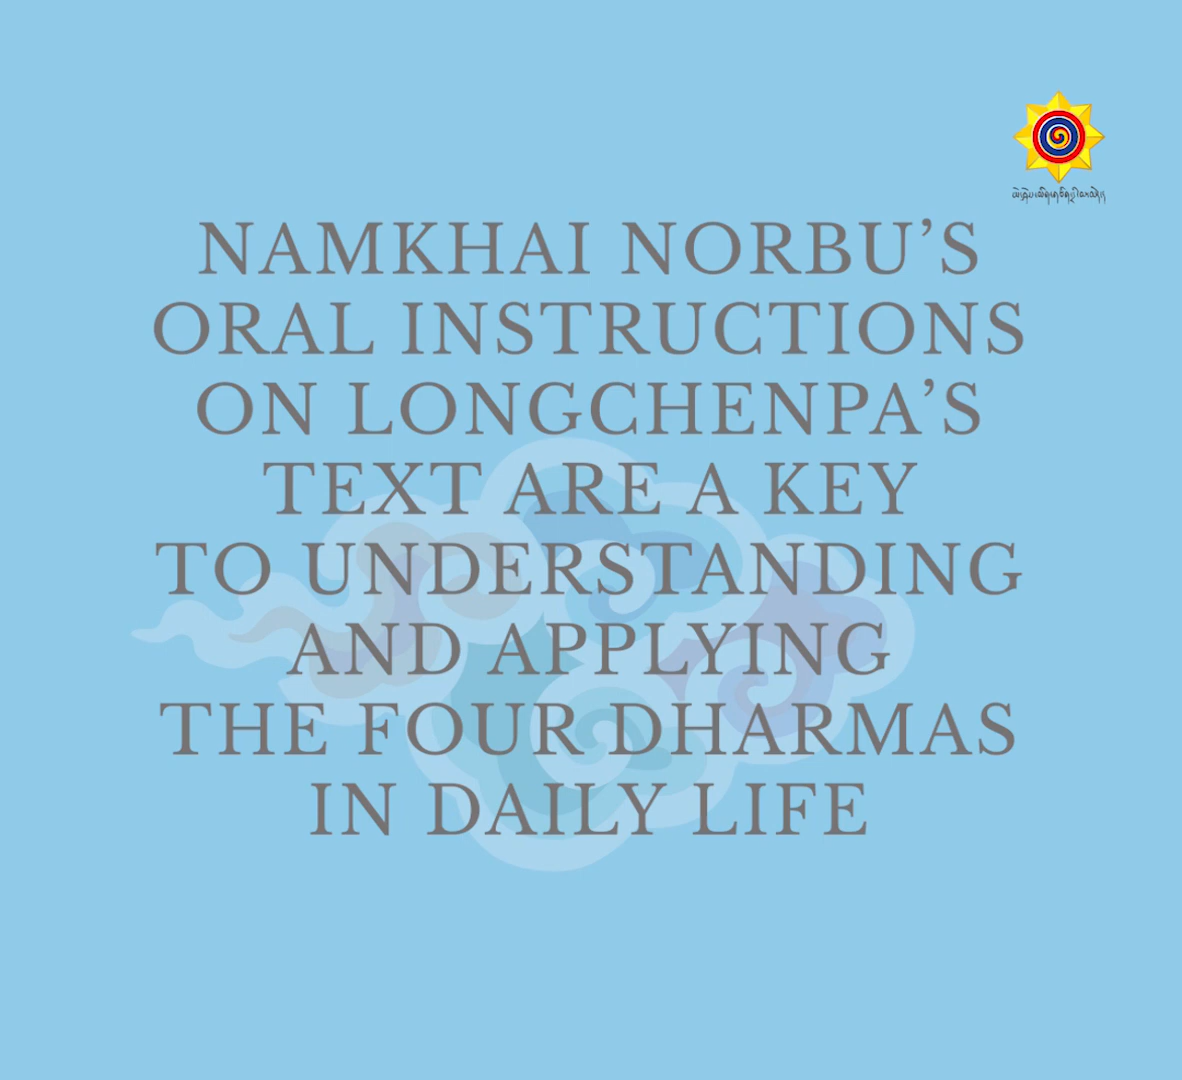 NAMKHAI NORBU’S
ORAL INSTRUCTIONS
ON LONGCHENPA’S
TEXT ARE A KEY
TO UNDERSTANDING
AND APPLYING
THE FOUR DHARMAS
IN DAILY LIFE